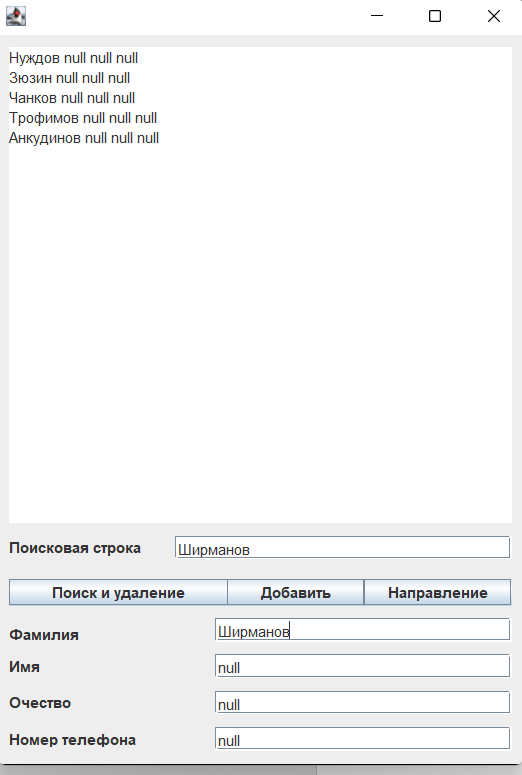 Нуждов null null null
Зюзин null null null
Чанков null null null
Трофимов null null null
Анкудинов null null null
Поисковая строка Ширманов
Поиск и удаление Добавить Направление
Фамилия Ширманов
Имя null
Очество null
Номер телефона null